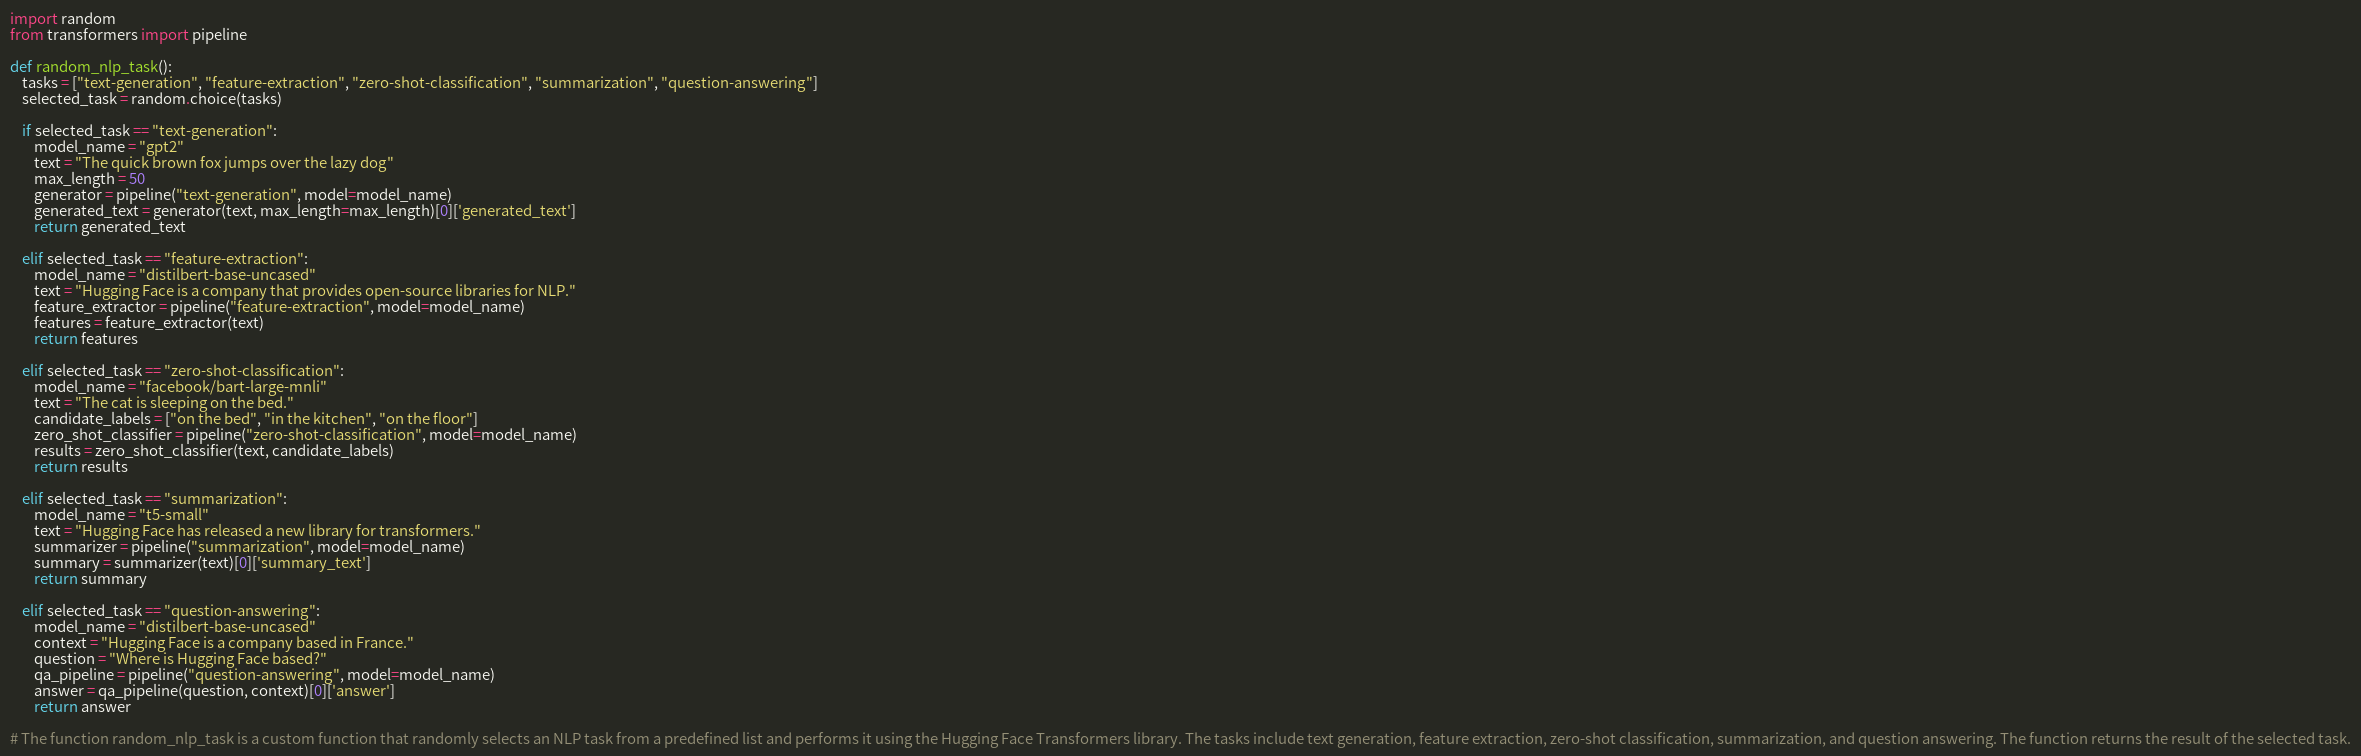 import random
from transformers import pipeline

def random_nlp_task():
    tasks = ["text-generation", "feature-extraction", "zero-shot-classification", "summarization", "question-answering"]
    selected_task = random.choice(tasks)

    if selected_task == "text-generation":
        model_name = "gpt2"
        text = "The quick brown fox jumps over the lazy dog"
        max_length = 50
        generator = pipeline("text-generation", model=model_name)
        generated_text = generator(text, max_length=max_length)[0]['generated_text']
        return generated_text

    elif selected_task == "feature-extraction":
        model_name = "distilbert-base-uncased"
        text = "Hugging Face is a company that provides open-source libraries for NLP."
        feature_extractor = pipeline("feature-extraction", model=model_name)
        features = feature_extractor(text)
        return features

    elif selected_task == "zero-shot-classification":
        model_name = "facebook/bart-large-mnli"
        text = "The cat is sleeping on the bed."
        candidate_labels = ["on the bed", "in the kitchen", "on the floor"]
        zero_shot_classifier = pipeline("zero-shot-classification", model=model_name)
        results = zero_shot_classifier(text, candidate_labels)
        return results

    elif selected_task == "summarization":
        model_name = "t5-small"
        text = "Hugging Face has released a new library for transformers."
        summarizer = pipeline("summarization", model=model_name)
        summary = summarizer(text)[0]['summary_text']
        return summary

    elif selected_task == "question-answering":
        model_name = "distilbert-base-uncased"
        context = "Hugging Face is a company based in France."
        question = "Where is Hugging Face based?"
        qa_pipeline = pipeline("question-answering", model=model_name)
        answer = qa_pipeline(question, context)[0]['answer']
        return answer

# The function random_nlp_task is a custom function that randomly selects an NLP task from a predefined list and performs it using the Hugging Face Transformers library. The tasks include text generation, feature extraction, zero-shot classification, summarization, and question answering. The function returns the result of the selected task.